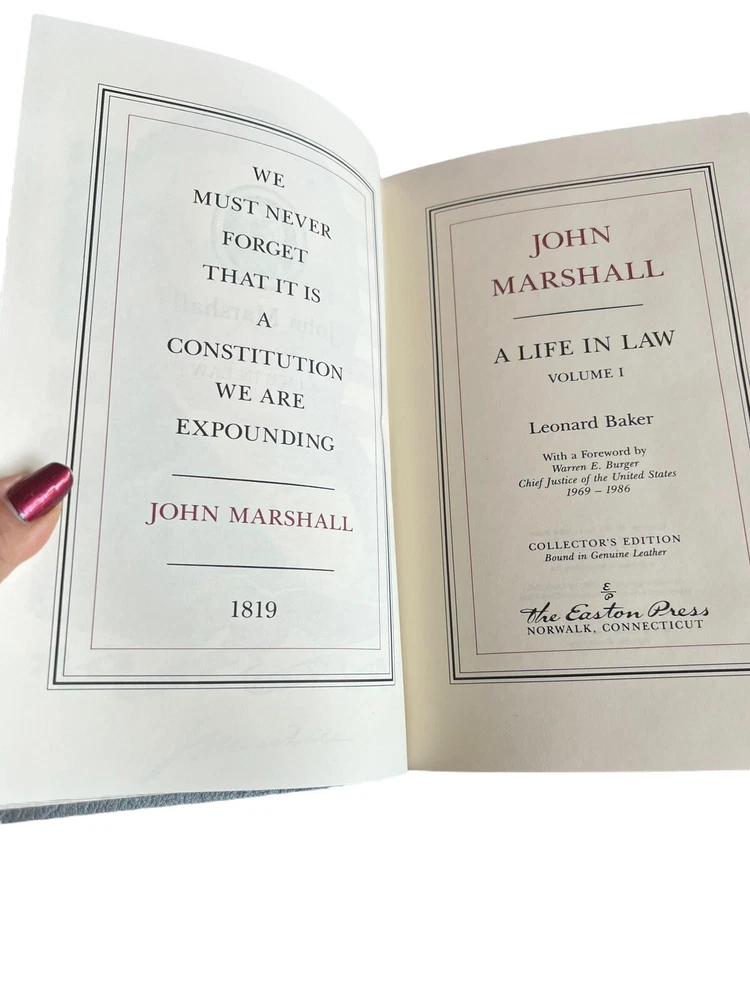 WE
MUST NEVER
FORGET
THAT IT IS
A
CONSTITUTION
WE ARE
EXPOUNDING
JOHN MARSHALL
1819
JOHN
MARSHALL
A LIFE IN LAW
VOLUME I
Leonard Baker
With a Foreword by
Warren E. Burger
Chief Justice of the United States
1969 – 1986
COLLECTOR'S EDITION
Bound in Genuine Leather
The Easton Press
NORWALK, CONNECTICUT